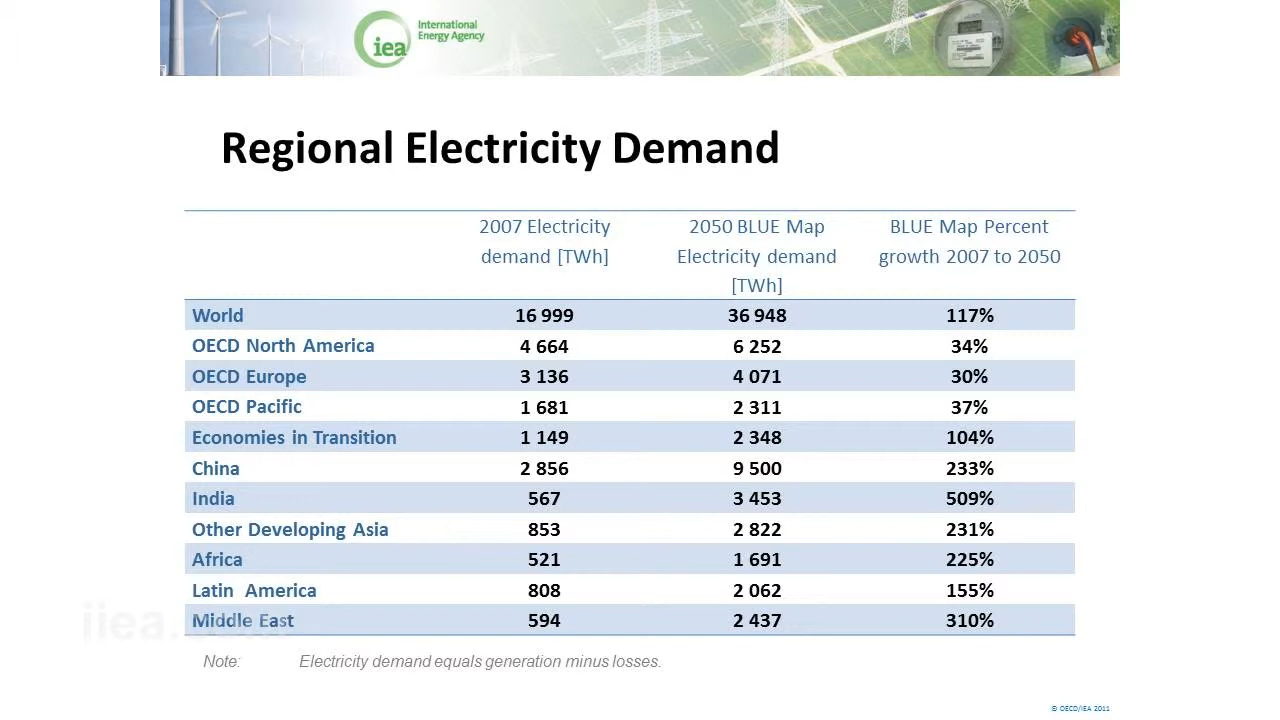 iea International
Energy Agency
Regional Electricity Demand
2007 Electricity demand [TWh] 2050 BLUE Map Electricity demand [TWh] BLUE Map Percent growth 2007 to 2050
World 16 999 36 948 117%
OECD North America 4 664 6 252 34%
OECD Europe 3 136 4 071 30%
OECD Pacific 1 681 2 311 37%
Economies in Transition 1 149 2 348 104%
China 2 856 9 500 233%
India 567 3 453 509%
Other Developing Asia 853 2 822 231%
Africa 521 1 691 225%
Latin America 808 2 062 155%
Middle East 594 2 437 310%
Note: Electricity demand equals generation minus losses.
© OECD/IEA 2011